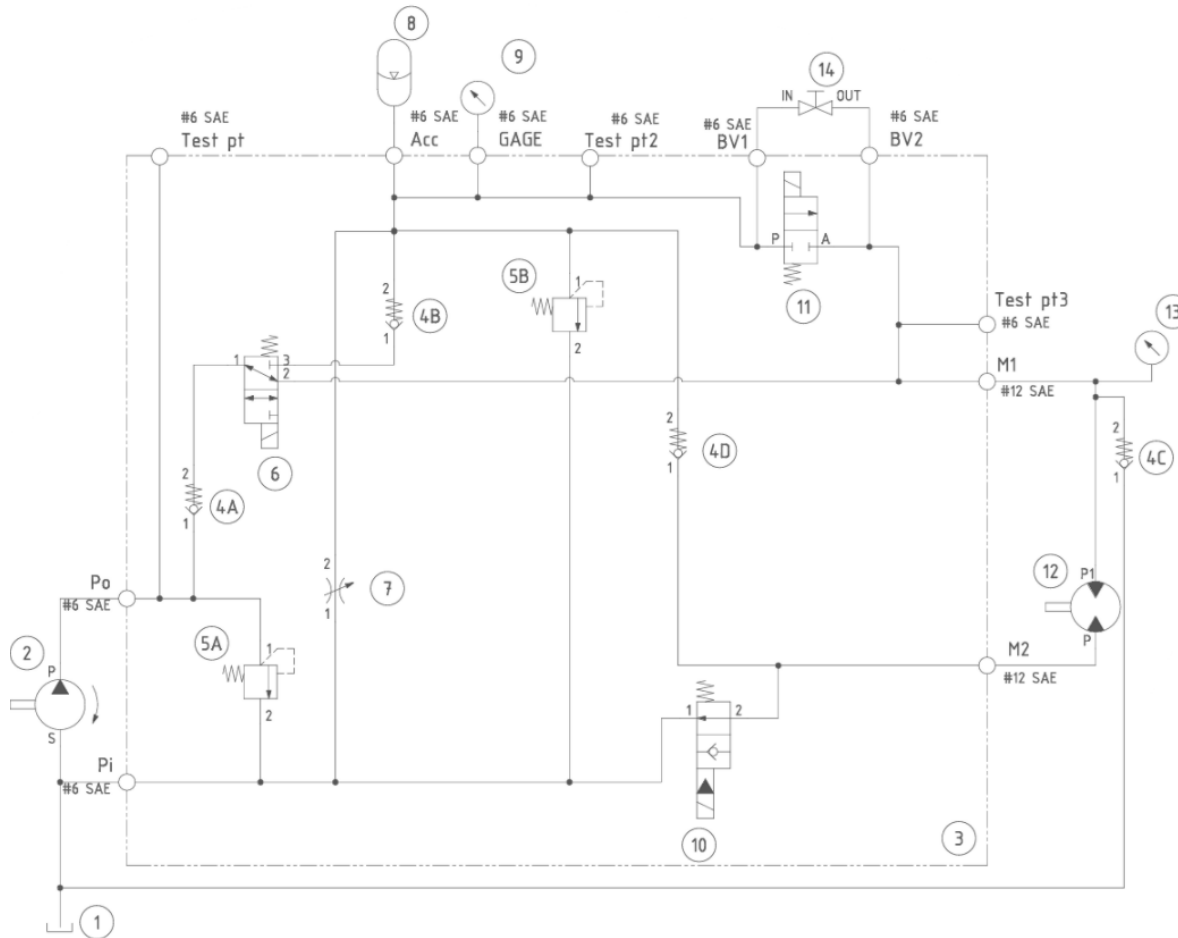 8
9
14
#6 SAE
Test pt
#6 SAE
Acc
#6 SAE
GAGE
#6 SAE
Test pt2
#6 SAE
BV1
IN
OUT
#6 SAE
BV2
P
A
11
5B
1
2
2
4B
1
1
3
2
6
Test pt3
#6 SAE
13
M1
#12 SAE
2
4D
1
2
4C
1
2
4A
1
2
7
1
Po
#6 SAE
12
P1
P
2
P
S
5A
1
2
M2
#12 SAE
1
2
Pi
#6 SAE
10
3
1